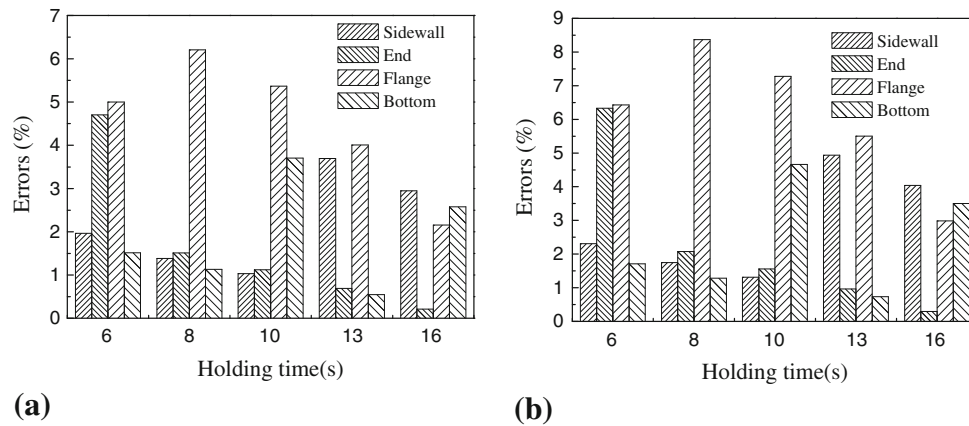 7
6
5
4
3
2
1
0
Errors (%)
Sidewall
End
Flange
Bottom
6 8 10 13 16
Holding time(s)
(a)
9
8
7
6
5
4
3
2
1
0
Errors (%)
Sidewall
End
Flange
Bottom
6 8 10 13 16
Holding time(s)
(b)